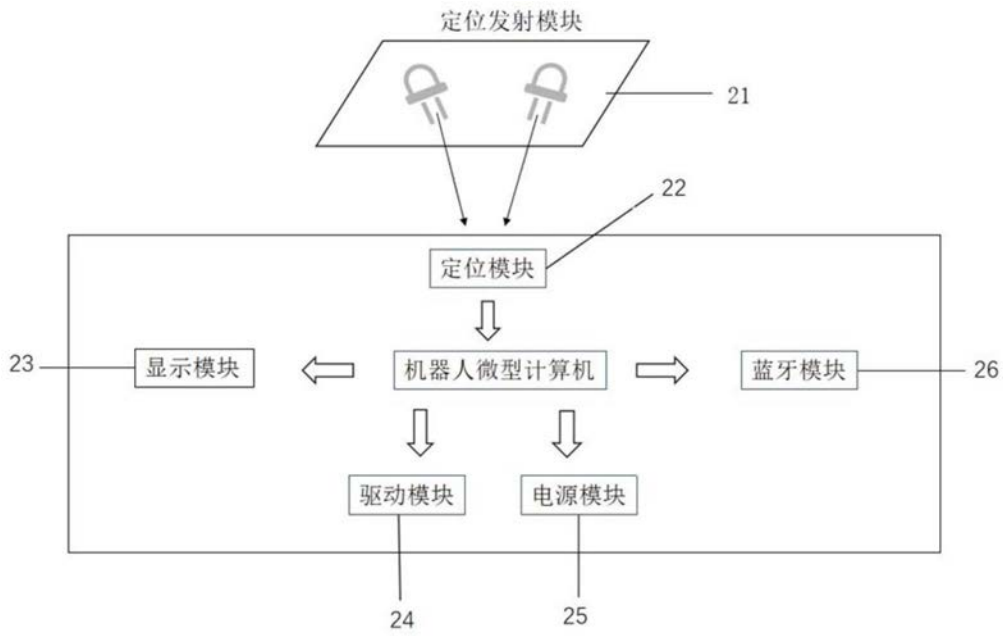 定位发射模块
21
22
定位模块
23
显示模块
机器人微型计算机
蓝牙模块
26
驱动模块
电源模块
24
25